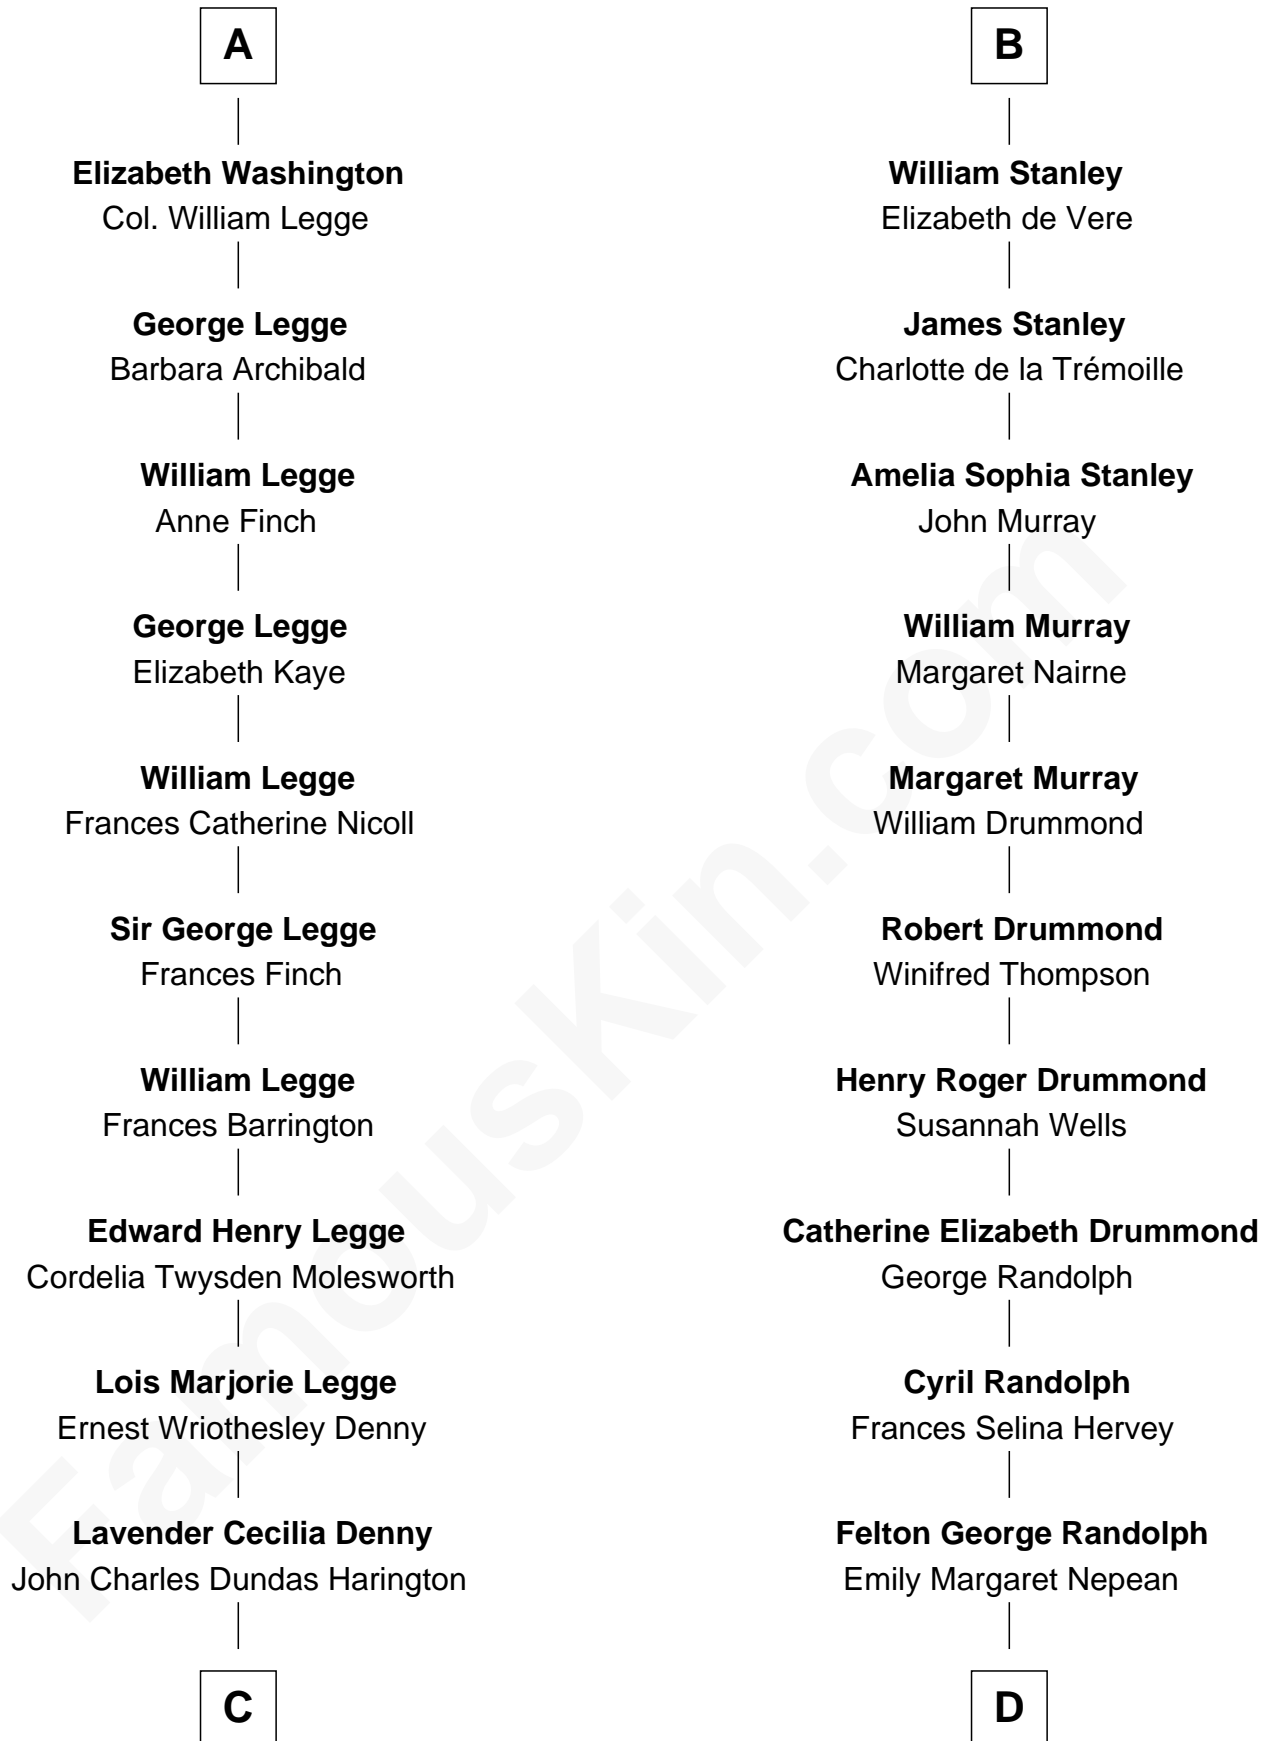 A
Elizabeth Washington
Col. William Legge
George Legge
Barbara Archibald
William Legge
Anne Finch
George Legge
Elizabeth Kaye
William Legge
Frances Catherine Nicoll
Sir George Legge
Frances Finch
William Legge
Frances Barrington
Edward Henry Legge
Cordelia Twysden Molesworth
Lois Marjorie Legge
Ernest Wriothesley Denny
Lavender Cecilia Denny
John Charles Dundas Harington
C
B
William Stanley
Elizabeth de Vere
James Stanley
Charlotte de la Trémoille
Amelia Sophia Stanley
John Murray
William Murray
Margaret Nairne
Margaret Murray
William Drummond
Robert Drummond
Winifred Thompson
Henry Roger Drummond
Susannah Wells
Catherine Elizabeth Drummond
George Randolph
Cyril Randolph
Frances Selina Hervey
Felton George Randolph
Emily Margaret Nepean
D
FamousKin.com